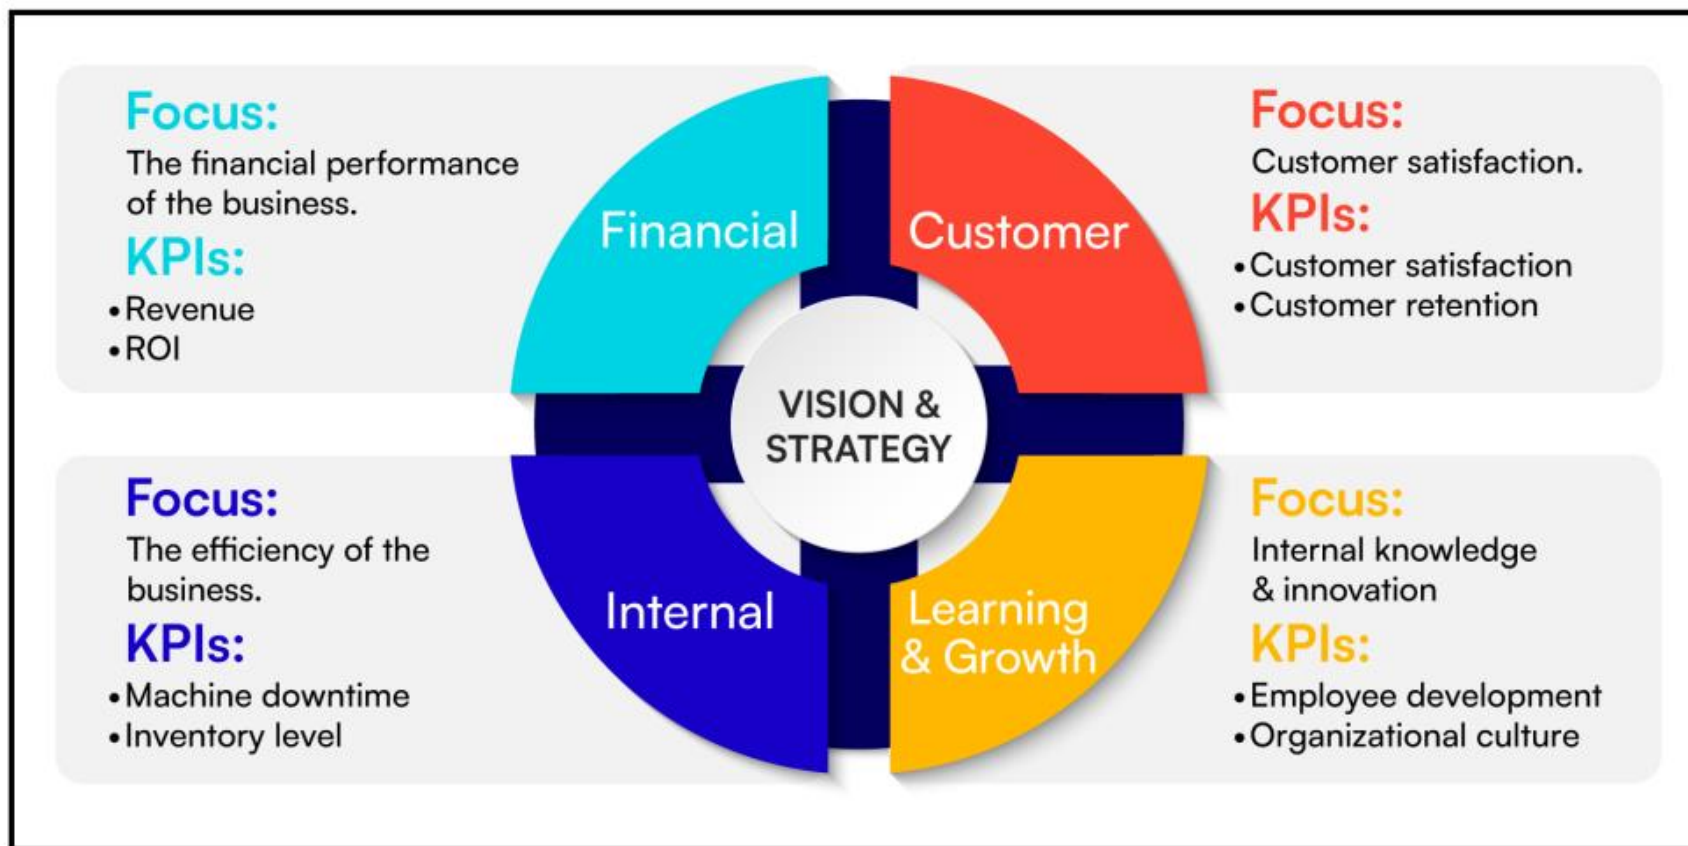 Focus:
The financial performance
of the business.
KPIs:
•Revenue
•ROI
Financial
Customer
Focus:
Customer satisfaction.
KPIs:
•Customer satisfaction
•Customer retention
VISION &
STRATEGY
Focus:
The efficiency of the
business.
KPIs:
•Machine downtime
•Inventory level
Internal
Learning
& Growth
Focus:
Internal knowledge
& innovation
KPIs:
•Employee development
•Organizational culture